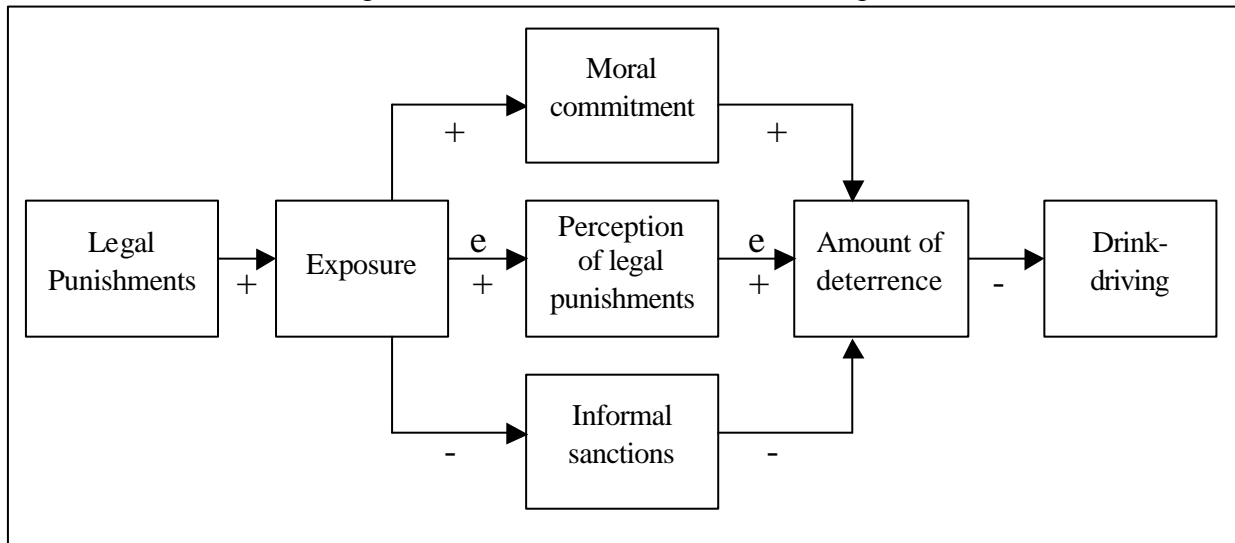 Moral
commitment
+
+
Legal
Punishments
+
Exposure
e
+
Perception
of legal
punishments
e
+
Amount of
deterrence
-
Drink-
driving
Informal
sanctions
-
-